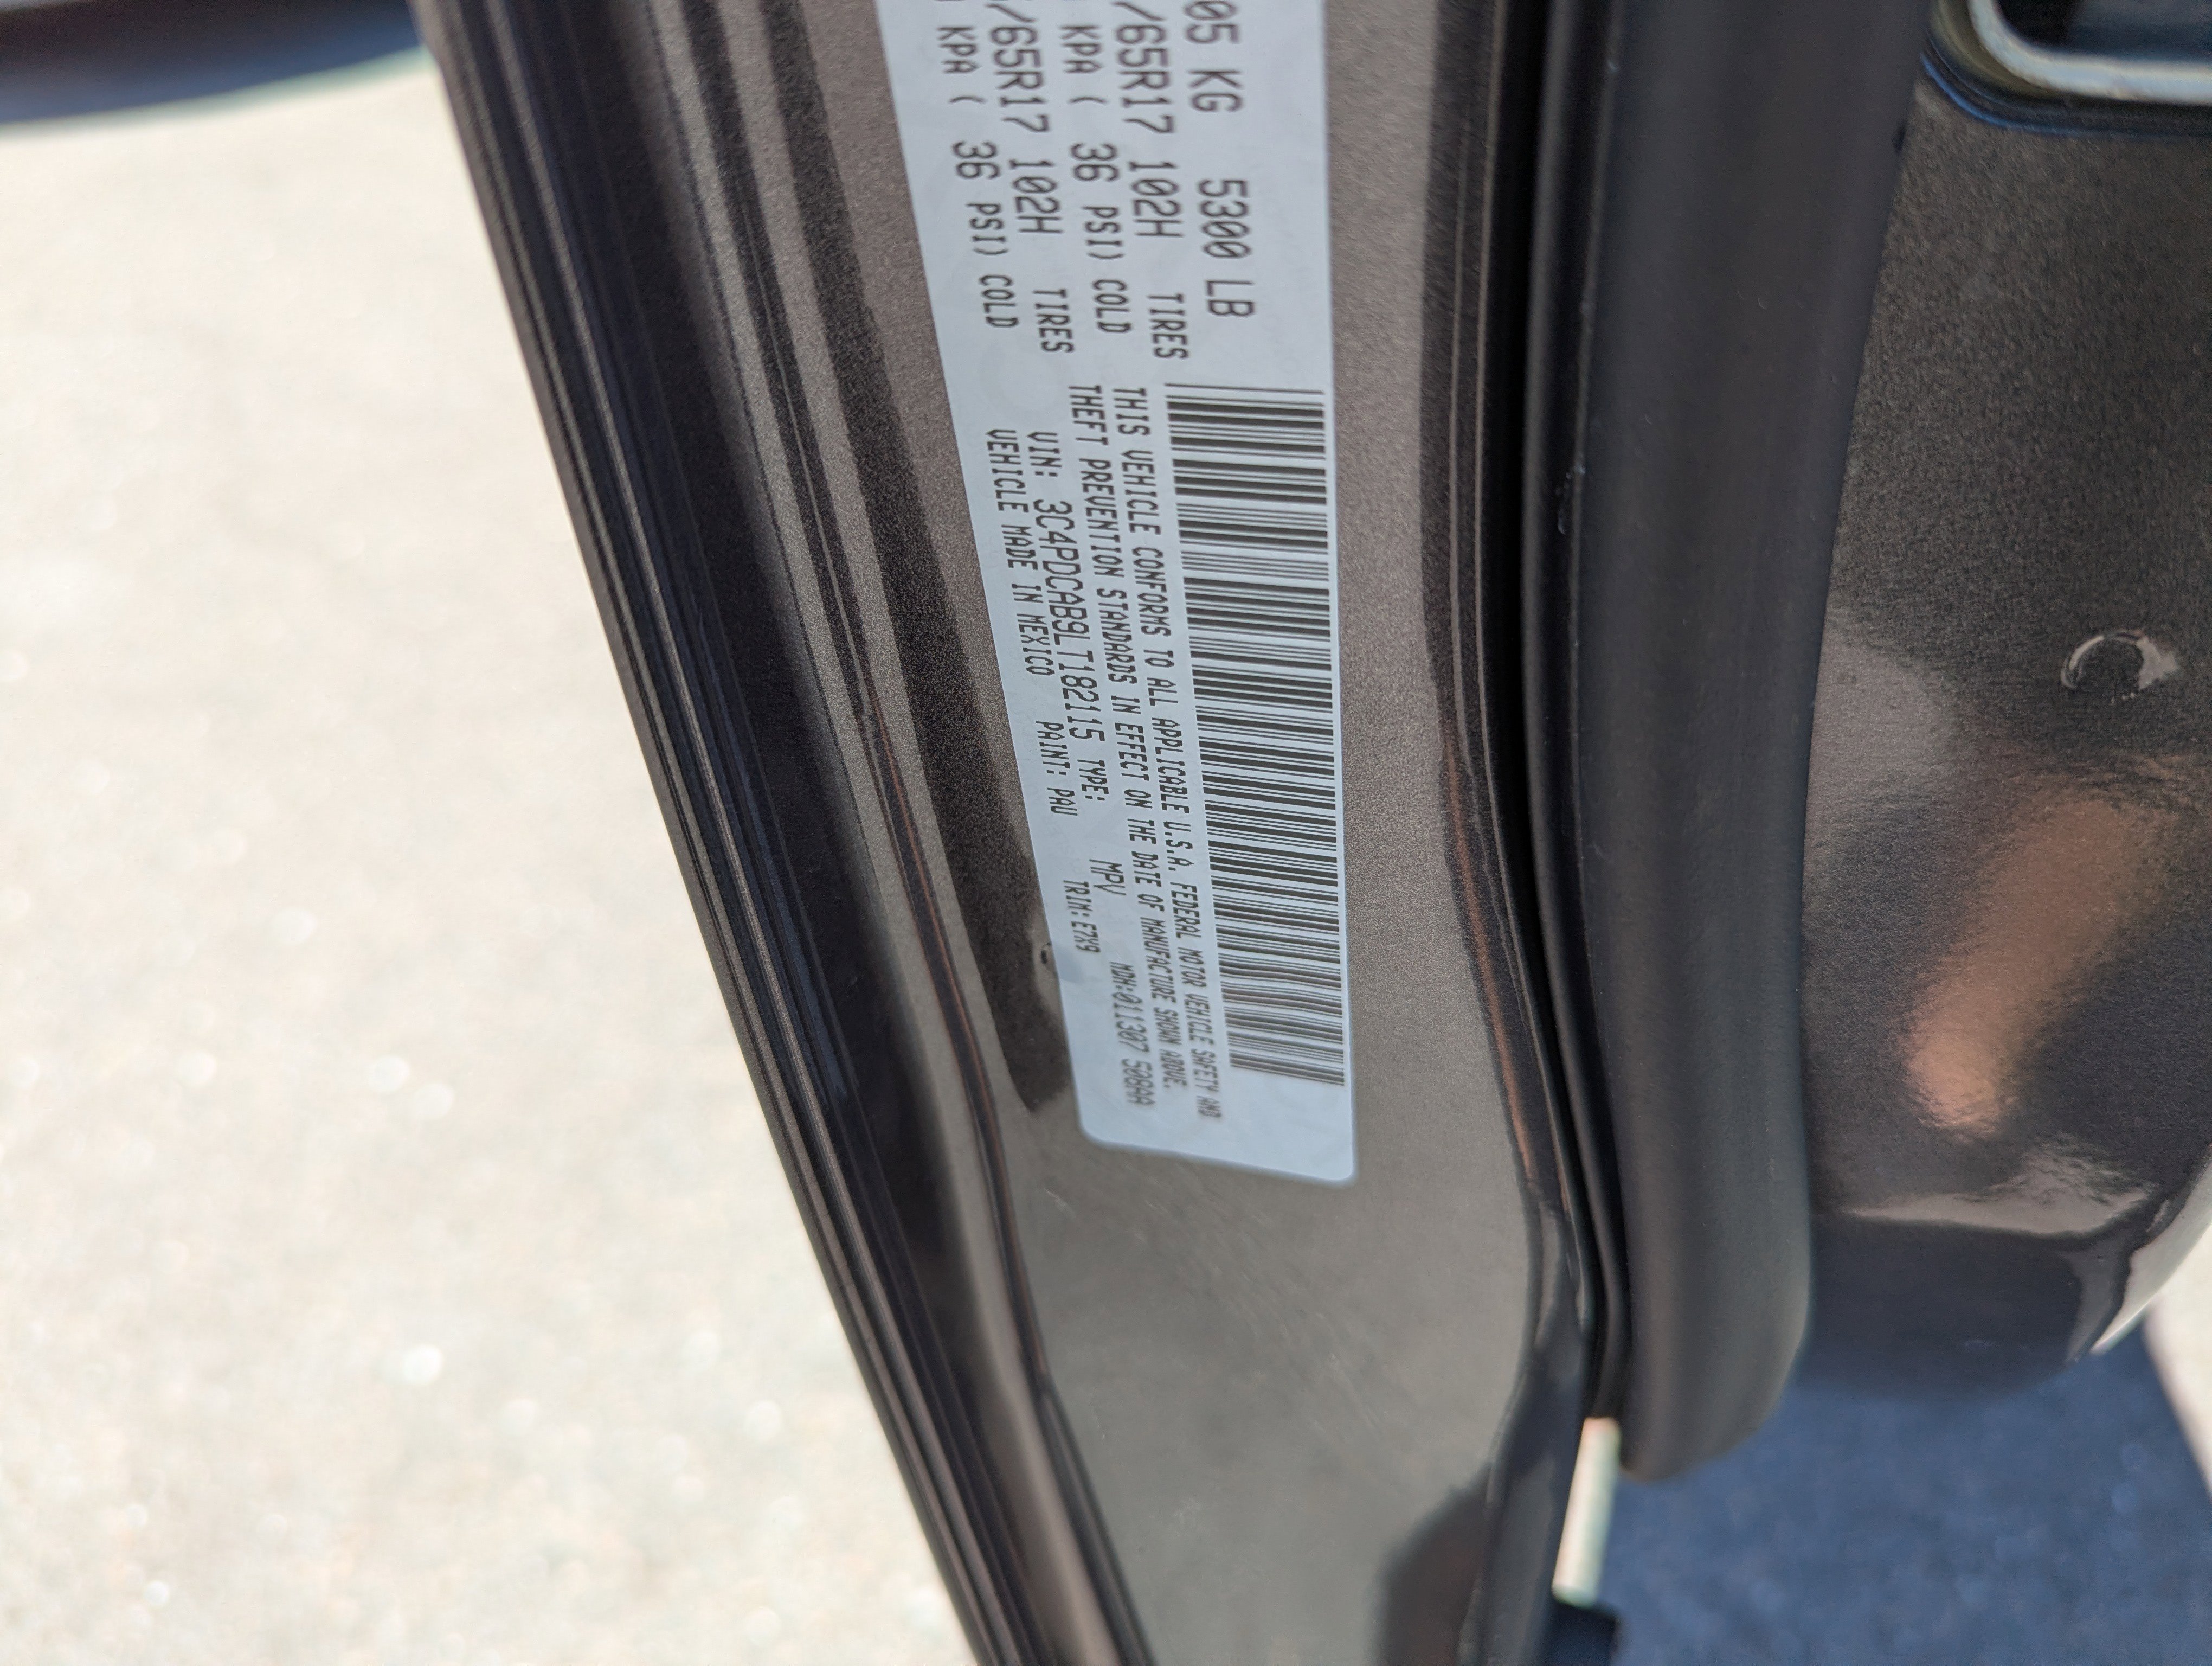 05 KG 5300 LB
/65R17 102H TIRES
KPA ( 36 PSI) COLD
/65R17 102H TIRES
KPA ( 36 PSI) COLD
THIS VEHICLE CONFORMS TO ALL APPLICABLE U.S.A. FEDERAL MOTOR VEHICLE SAFETY AND
THEFT PREVENTION STANDARDS IN EFFECT ON THE DATE OF MANUFACTURE SHOWN ABOVE.
VIN: 3C4PDCAB9LT182115 TYPE: MPV MDH:011307 508AA
VEHICLE MADE IN MEXICO PAINT: PAU TRIM: E7X9